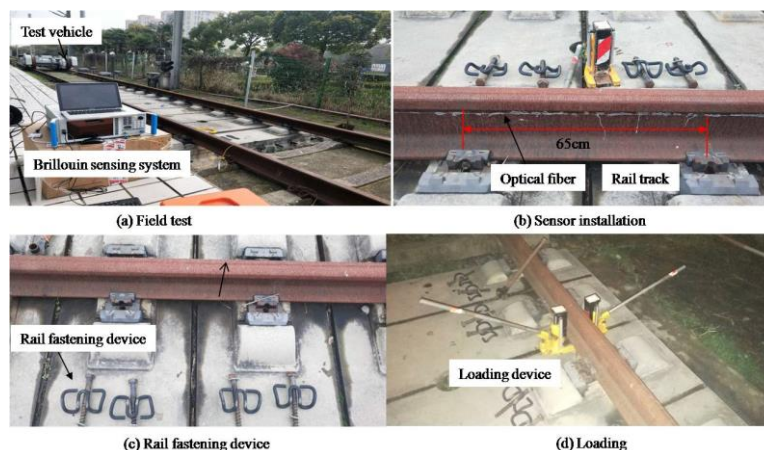 Test vehicle
Brillouin sensing system
(a) Field test
65cm
Optical fiber
Rail track
(b) Sensor installation
Rail fastening device
(c) Rail fastening device
Loading device
(d) Loading